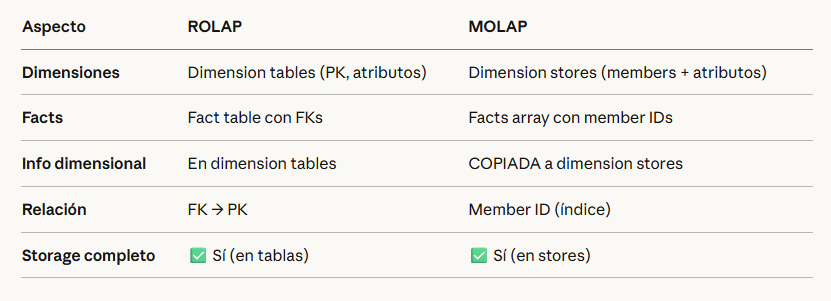 Aspecto ROLAP MOLAP
Dimensiones Dimension tables (PK, atributos) Dimension stores (members + atributos)
Facts Fact table con FKs Facts array con member IDs
Info dimensional En dimension tables COPIADA a dimension stores
Relación FK → PK Member ID (índice)
Storage completo ✅ Sí (en tablas) ✅ Sí (en stores)